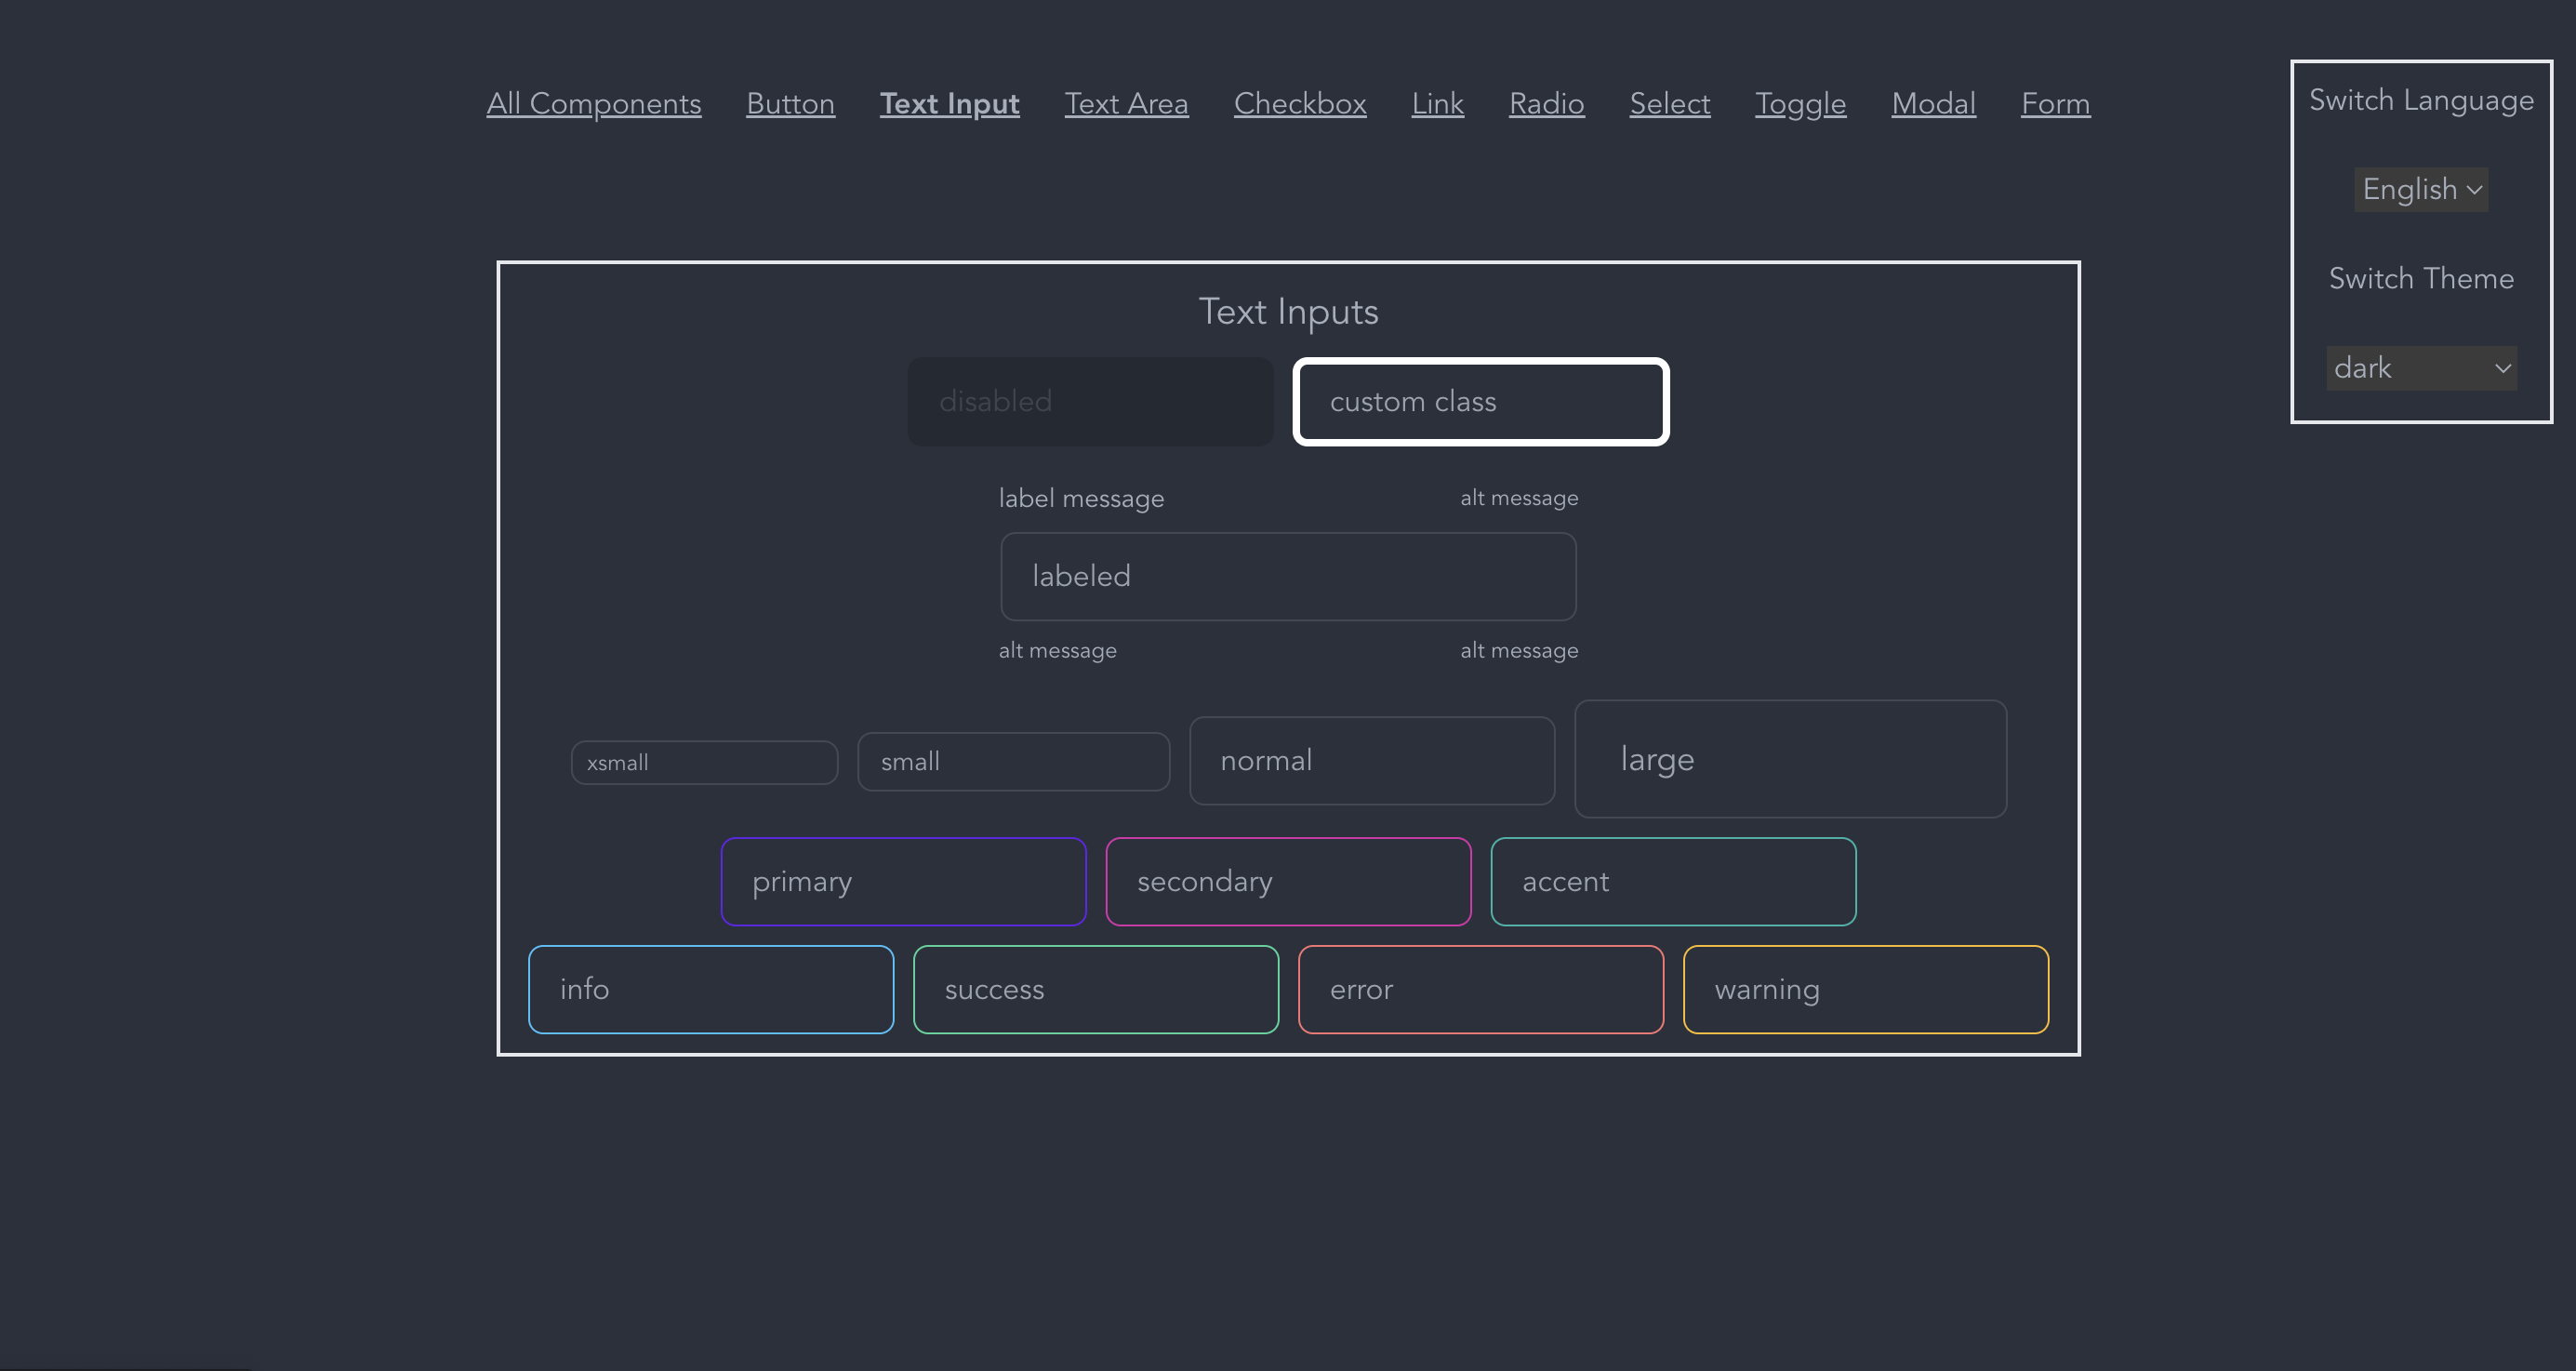 All Components Button Text Input Text Area Checkbox Link Radio Select Toggle Modal Form
Switch Language
English
Switch Theme
dark
Text Inputs
disabled custom class
label message alt message
labeled
alt message alt message
xsmall small normal large
primary secondary accent
info success error warning